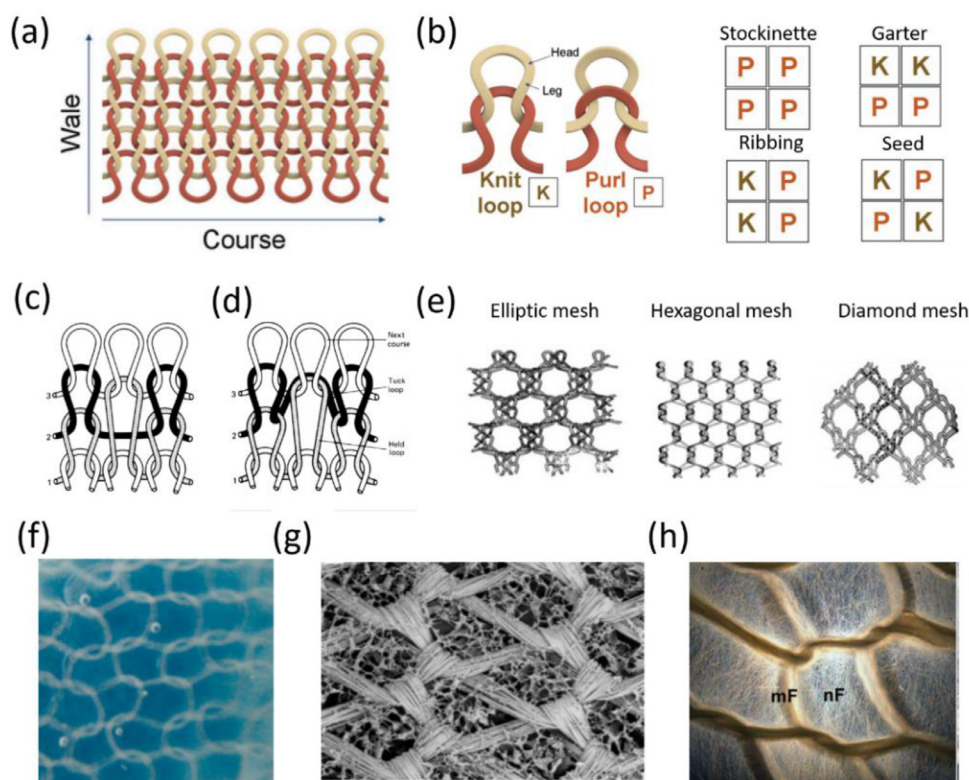 (a)
Wale
Course
(b)
Head
Leg
Knit
loop
K
Purl
loop
P
Stockinette
P P
P P
Garter
K K
P P
Ribbing
K P
K P
Seed
K P
P K
(c)
3
2
1
(d)
Next
course
Tuck
loop
Held
loop
3
2
1
(e)
Elliptic mesh
Hexagonal mesh
Diamond mesh
(f)
(g)
(h)
mF
nF